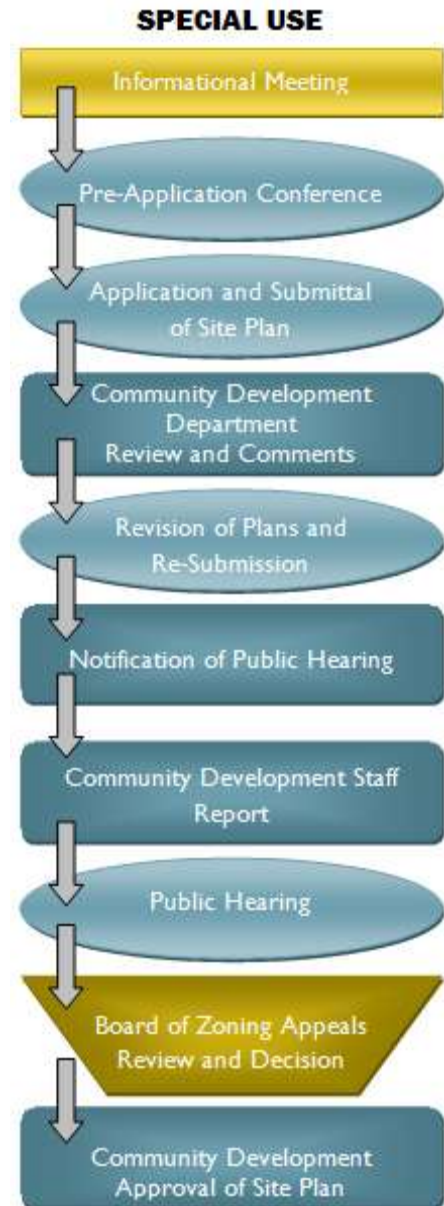 SPECIAL USE
Informational Meeting
Pre-Application Conference
Application and Submittal
of Site Plan
Community Development
Department
Review and Comments
Revision of Plans and
Re-Submission
Notification of Public Hearing
Community Development Staff
Report
Public Hearing
Board of Zoning Appeals
Review and Decision
Community Development
Approval of Site Plan